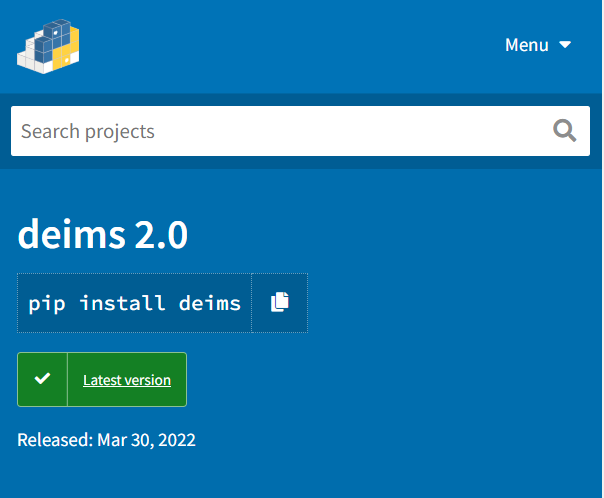 Menu
Search projects
deims 2.0
pip install deims
Latest version
Released: Mar 30, 2022